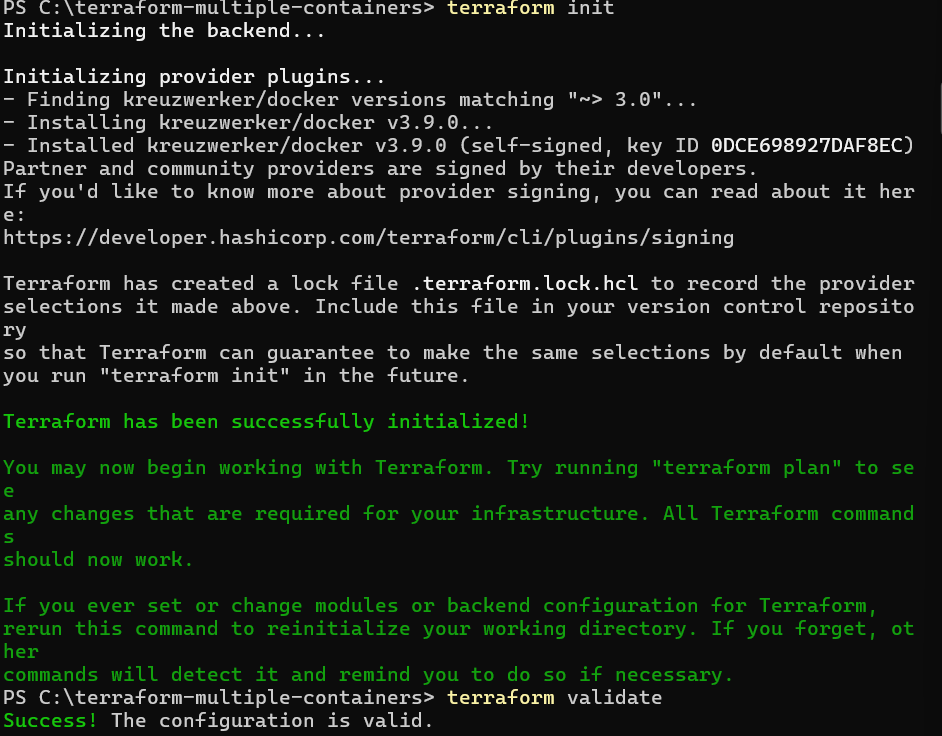 PS C:\terraform-multiple-containers> terraform init
Initializing the backend...
Initializing provider plugins...
- Finding kreuzwerker/docker versions matching "~> 3.0"...
- Installing kreuzwerker/docker v3.9.0...
- Installed kreuzwerker/docker v3.9.0 (self-signed, key ID 0DCE698927DAF8EC)
Partner and community providers are signed by their developers.
If you'd like to know more about provider signing, you can read about it her
e:
https://developer.hashicorp.com/terraform/cli/plugins/signing
Terraform has created a lock file .terraform.lock.hcl to record the provider
selections it made above. Include this file in your version control reposito
ry
so that Terraform can guarantee to make the same selections by default when
you run "terraform init" in the future.
Terraform has been successfully initialized!
You may now begin working with Terraform. Try running "terraform plan" to se
e
any changes that are required for your infrastructure. All Terraform command
s
should now work.
If you ever set or change modules or backend configuration for Terraform,
rerun this command to reinitialize your working directory. If you forget, ot
her
commands will detect it and remind you to do so if necessary.
PS C:\terraform-multiple-containers> terraform validate
Success! The configuration is valid.